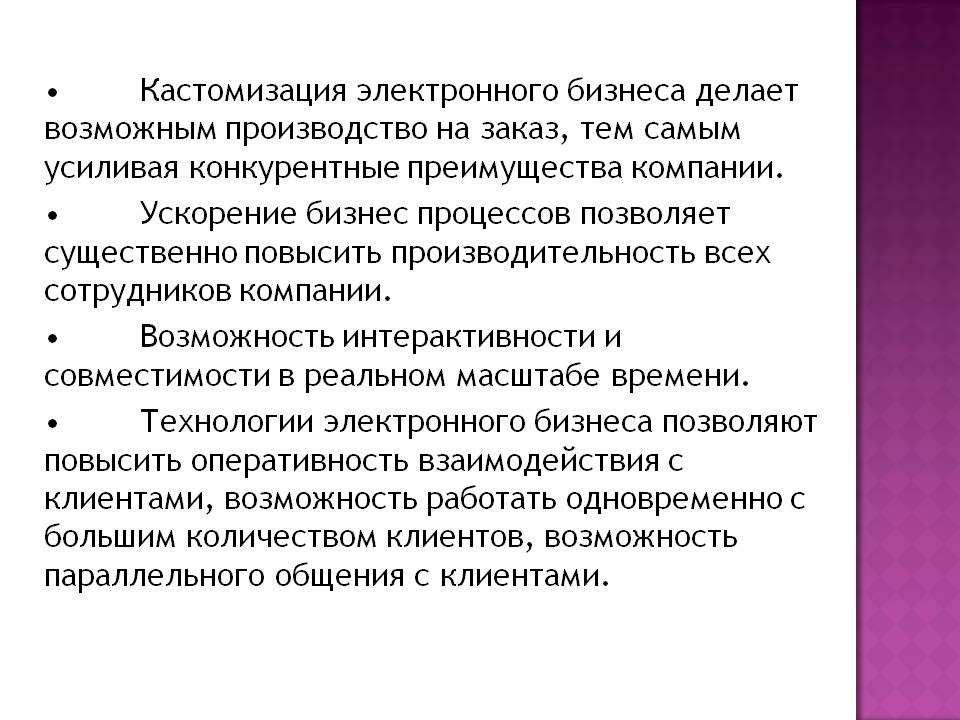 • Кастомизация электронного бизнеса делает
возможным производство на заказ, тем самым
усиливая конкурентные преимущества компании.
• Ускорение бизнес процессов позволяет
существенно повысить производительность всех
сотрудников компании.
• Возможность интерактивности и
совместимости в реальном масштабе времени.
• Технологии электронного бизнеса позволяют
повысить оперативность взаимодействия с
клиентами, возможность работать одновременно с
большим количеством клиентов, возможность
параллельного общения с клиентами.